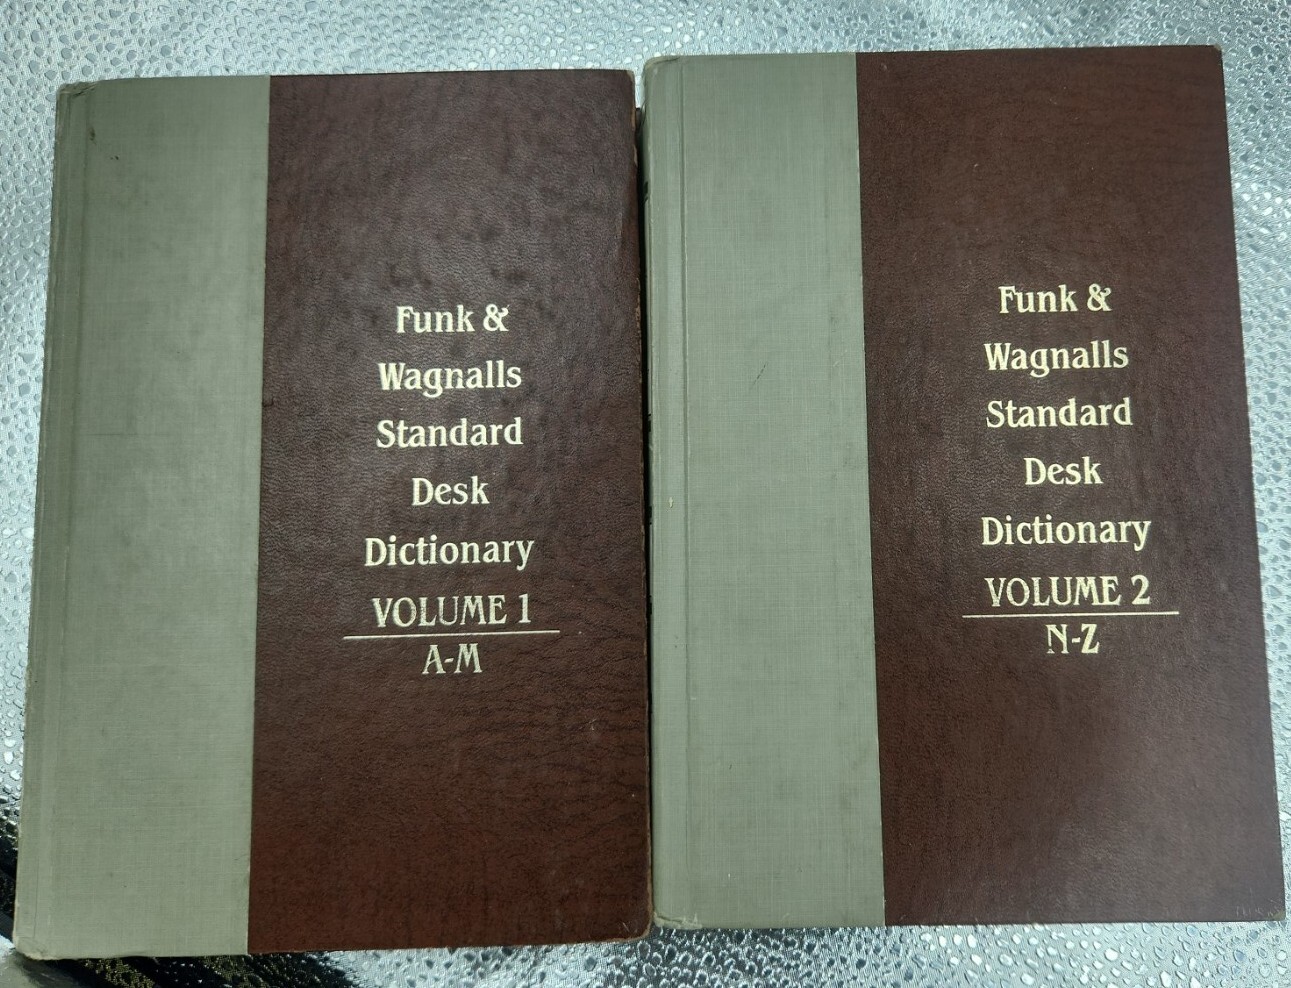 Funk &
Wagnalls
Standard
Desk
Dictionary
VOLUME 1
A-M
Funk &
Wagnalls
Standard
Desk
Dictionary
VOLUME 2
N-Z